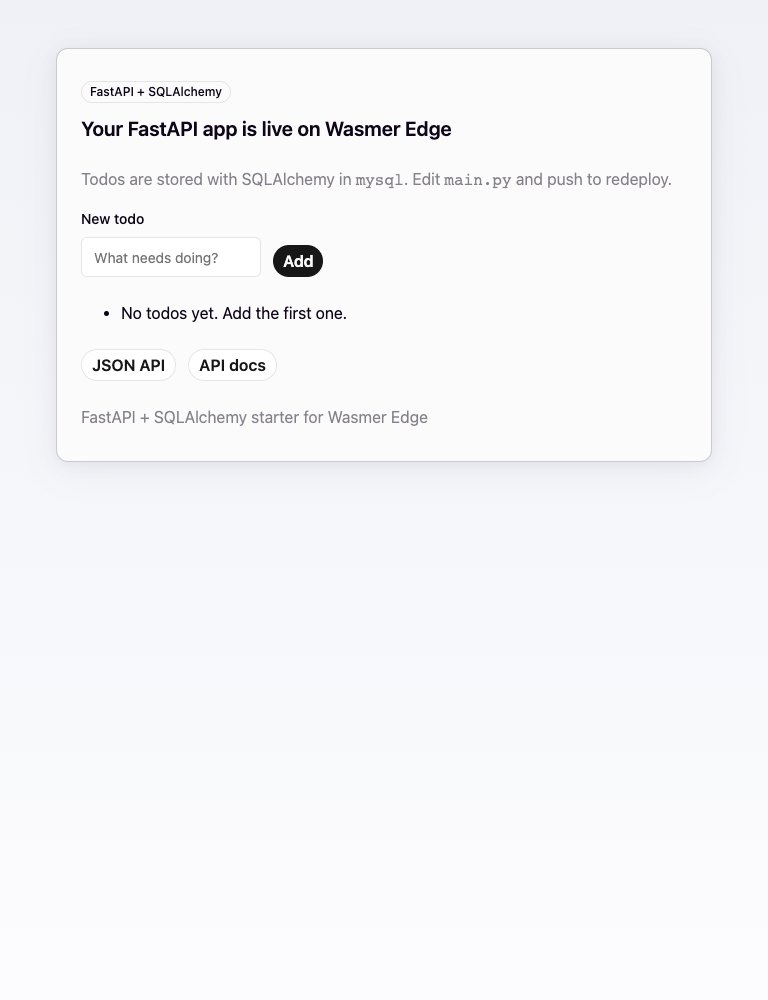 FastAPI + SQLAlchemy
Your FastAPI app is live on Wasmer Edge
Todos are stored with SQLAlchemy in mysql. Edit main.py and push to redeploy.
New todo
What needs doing? Add
• No todos yet. Add the first one.
JSON API API docs
FastAPI + SQLAlchemy starter for Wasmer Edge